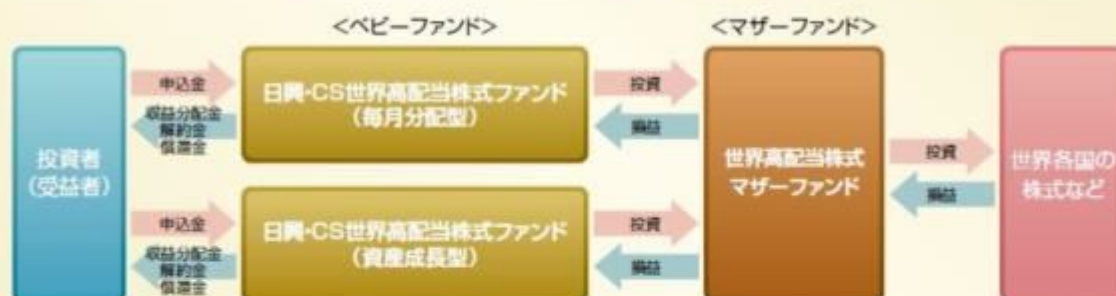 <ベビーファンド>
<マザーファンド>
投資者
(受益者)
申込金
収益分配金
解約金
償還金
日興・CS世界高配当株式ファンド
(毎月分配型)
投資
損益
申込金
収益分配金
解約金
償還金
日興・CS世界高配当株式ファンド
(資産成長型)
投資
損益
世界高配当株式
マザーファンド
投資
損益
世界各国の
株式など